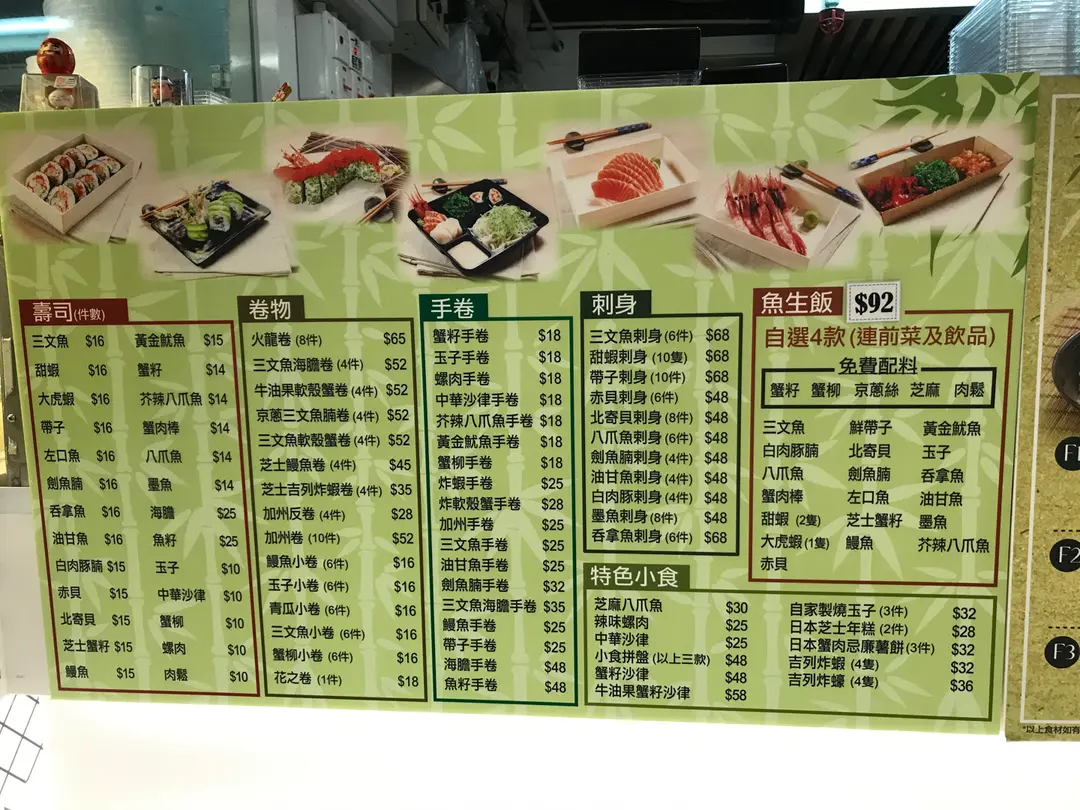 壽司(件數)
三文魚 $16 黃金魷魚 $15
甜蝦 $16 蟹籽 $14
大虎蝦 $16 芥辣八爪魚 $14
帶子 $16 蟹肉棒 $14
左口魚 $16 八爪魚 $14
劍魚腩 $16 墨魚 $14
吞拿魚 $16 海膽 $25
油甘魚 $16 魚籽 $25
白肉豚腩 $15 玉子 $10
赤貝 $15 中華沙律 $10
北寄貝 $15 蟹柳 $10
芝士蟹籽 $15 螺肉 $10
鰻魚 $15 肉鬆 $10
卷物
火龍卷 (8件) $65
三文魚海膽卷 (4件) $52
牛油果軟殼蟹卷 (4件) $52
京蔥三文魚腩卷 (4件) $52
三文魚軟殼蟹卷 (4件) $52
芝士鰻魚卷 (4件) $45
芝士吉列炸蝦卷 (4件) $35
加州反卷 (4件) $28
加州卷 (10件) $52
鰻魚小卷 (6件) $16
玉子小卷 (6件) $16
青瓜小卷 (6件) $16
三文魚小卷 (6件) $16
蟹柳小卷 (6件) $16
花之卷 (1件) $18
手卷
蟹籽手卷 $18
玉子手卷 $18
螺肉手卷 $18
中華沙律手卷 $18
芥辣八爪魚手卷 $18
黃金魷魚手卷 $18
蟹柳手卷 $18
炸蝦手卷 $25
炸軟殼蟹手卷 $28
加州手卷 $25
三文魚手卷 $25
油甘魚手卷 $25
劍魚腩手卷 $32
三文魚海膽手卷 $35
鰻魚手卷 $25
帶子手卷 $25
海膽手卷 $48
魚籽手卷 $48
刺身
三文魚刺身 (6件) $68
甜蝦刺身 (10隻) $68
帶子刺身 (10件) $68
赤貝刺身 (6件) $48
北寄貝刺身 (8件) $48
八爪魚刺身 (6件) $48
劍魚腩刺身 (4件) $48
油甘魚刺身 (4件) $48
白肉豚刺身 (4件) $48
墨魚刺身 (8件) $48
吞拿魚刺身 (6件) $68
魚生飯 $92
自選4款 (連前菜及飲品)
免費配料
蟹籽 蟹柳 京蔥絲 芝麻 肉鬆
三文魚 鮮帶子 黃金魷魚
白肉豚腩 北寄貝 玉子
八爪魚 劍魚腩 吞拿魚
蟹肉棒 左口魚 油甘魚
甜蝦 (2隻) 芝士蟹籽 墨魚
大虎蝦 (1隻) 鰻魚 芥辣八爪魚
赤貝
特色小食
芝麻八爪魚 $30
辣味螺肉 $25
中華沙律 $25
小食拼盤 (以上三款) $48
蟹籽沙律 $48
牛油果蟹籽沙律 $58
自家製燒玉子 (3件) $32
日本芝士年糕 (2件) $28
日本蟹肉忌廉薯餅 (3件) $32
吉列炸蝦 (4隻) $32
吉列炸蠔 (4隻) $36
F2
F3
*以上食材如有